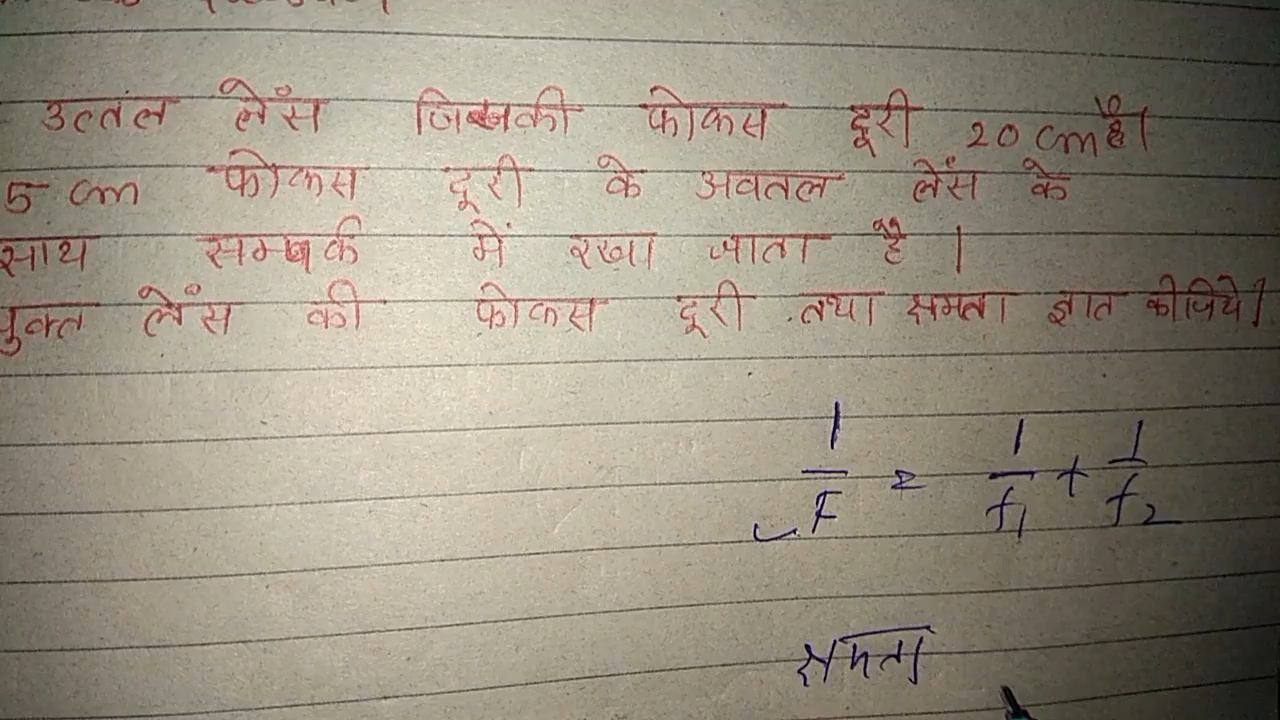 उत्तल लेंस जिसकी फोकस दूरी 20 cm है।
5 cm फोकस दूरी के अवतल लेंस के
साथ सम्पर्क में रखा जाता है ।
युक्त लेंस की फोकस दूरी तथा क्षमता ज्ञात कीजिये।
1/F = 1/f₁ + 1/f₂
क्षमता